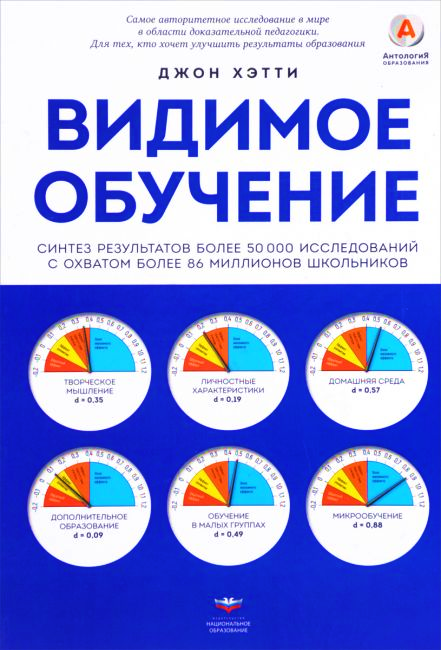 Самое авторитетное исследование в мире
в области доказательной педагогики.
Для тех, кто хочет улучшить результаты образования
А
АнтологиЯ
ОБРАЗОВАНИЯ
ДЖОН ХЭТТИ
ВИДИМОЕ
ОБУЧЕНИЕ
СИНТЕЗ РЕЗУЛЬТАТОВ БОЛЕЕ 50 000 ИССЛЕДОВАНИЙ
С ОХВАТОМ БОЛЕЕ 86 МИЛЛИОНОВ ШКОЛЬНИКОВ
ТВОРЧЕСКОЕ
МЫШЛЕНИЕ
d = 0,35
ЛИЧНОСТНЫЕ
ХАРАКТЕРИСТИКИ
d = 0,19
ДОМАШНЯЯ СРЕДА
d = 0,57
ДОПОЛНИТЕЛЬНОЕ
ОБРАЗОВАНИЕ
d = 0,09
ОБУЧЕНИЕ
В МАЛЫХ ГРУППАХ
d = 0,49
МИКРООБУЧЕНИЕ
d = 0,88
ИЗДАТЕЛЬСТВО
НАЦИОНАЛЬНОЕ
ОБРАЗОВАНИЕ